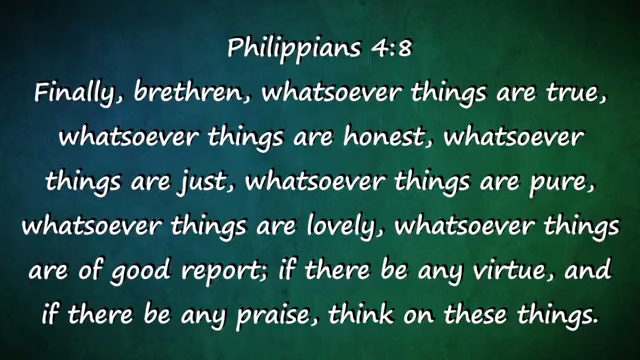 Philippians 4:8
Finally, brethren, whatsoever things are true,
whatsoever things are honest, whatsoever
things are just, whatsoever things are pure,
whatsoever things are lovely, whatsoever things
are of good report; if there be any virtue, and
if there be any praise, think on these things.